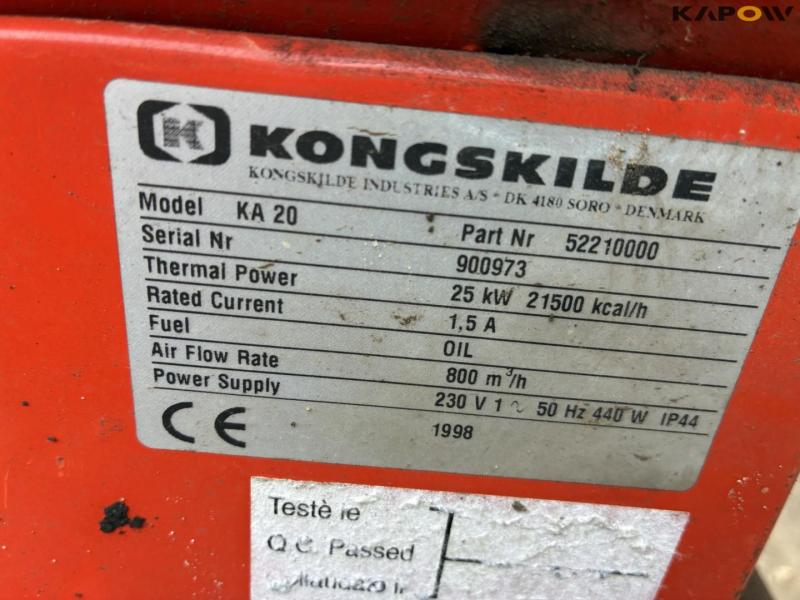 KAPOW
K KONGSKILDE
KONGSKILDE INDUSTRIES A/S - DK 4180 SORO - DENMARK
Model KA 20 Part Nr 52210000
Serial Nr 900973
Thermal Power 25 kW 21500 kcal/h
Rated Current 1,5 A
Fuel OIL
Air Flow Rate 800 m³/h
Power Supply 230 V 1 ~ 50 Hz 440 W IP44
CE 1998
Testè le
Q.C. Passed